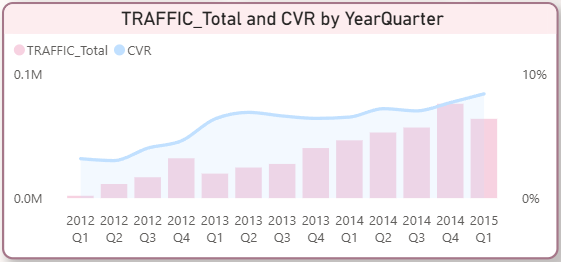 TRAFFIC_Total and CVR by YearQuarter
TRAFFIC_Total CVR
0.1M 10%
0.0M 0%
2012 2012 2012 2012 2013 2013 2013 2013 2014 2014 2014 2014 2015
Q1 Q2 Q3 Q4 Q1 Q2 Q3 Q4 Q1 Q2 Q3 Q4 Q1